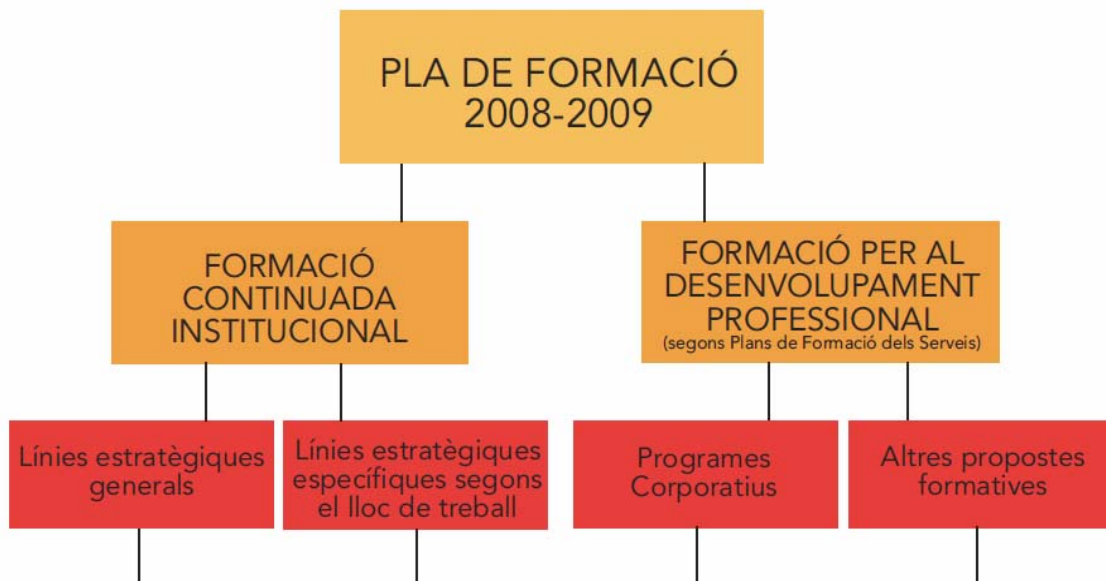 PLA DE FORMACIÓ
2008-2009
FORMACIÓ
CONTINUADA
INSTITUCIONAL
FORMACIÓ PER AL
DESENVOLUPAMENT
PROFESSIONAL
(segons Plans de Formació dels Serveis)
Línies estratègiques
generals
Línies estratègiques
específiques segons
el lloc de treball
Programes
Corporatius
Altres propostes
formatives